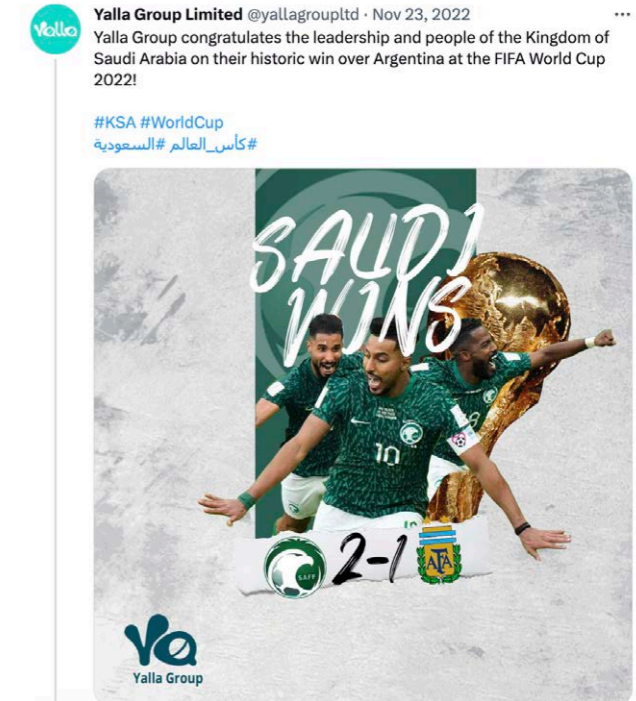 Yalla
Yalla Group Limited @yallagroupltd · Nov 23, 2022
Yalla Group congratulates the leadership and people of the Kingdom of
Saudi Arabia on their historic win over Argentina at the FIFA World Cup
2022!
#KSA #WorldCup
#كأس_العالم #السعودية
SAUDI
WINS
10
8
SAFF
2-1
AFA
Yalla Group